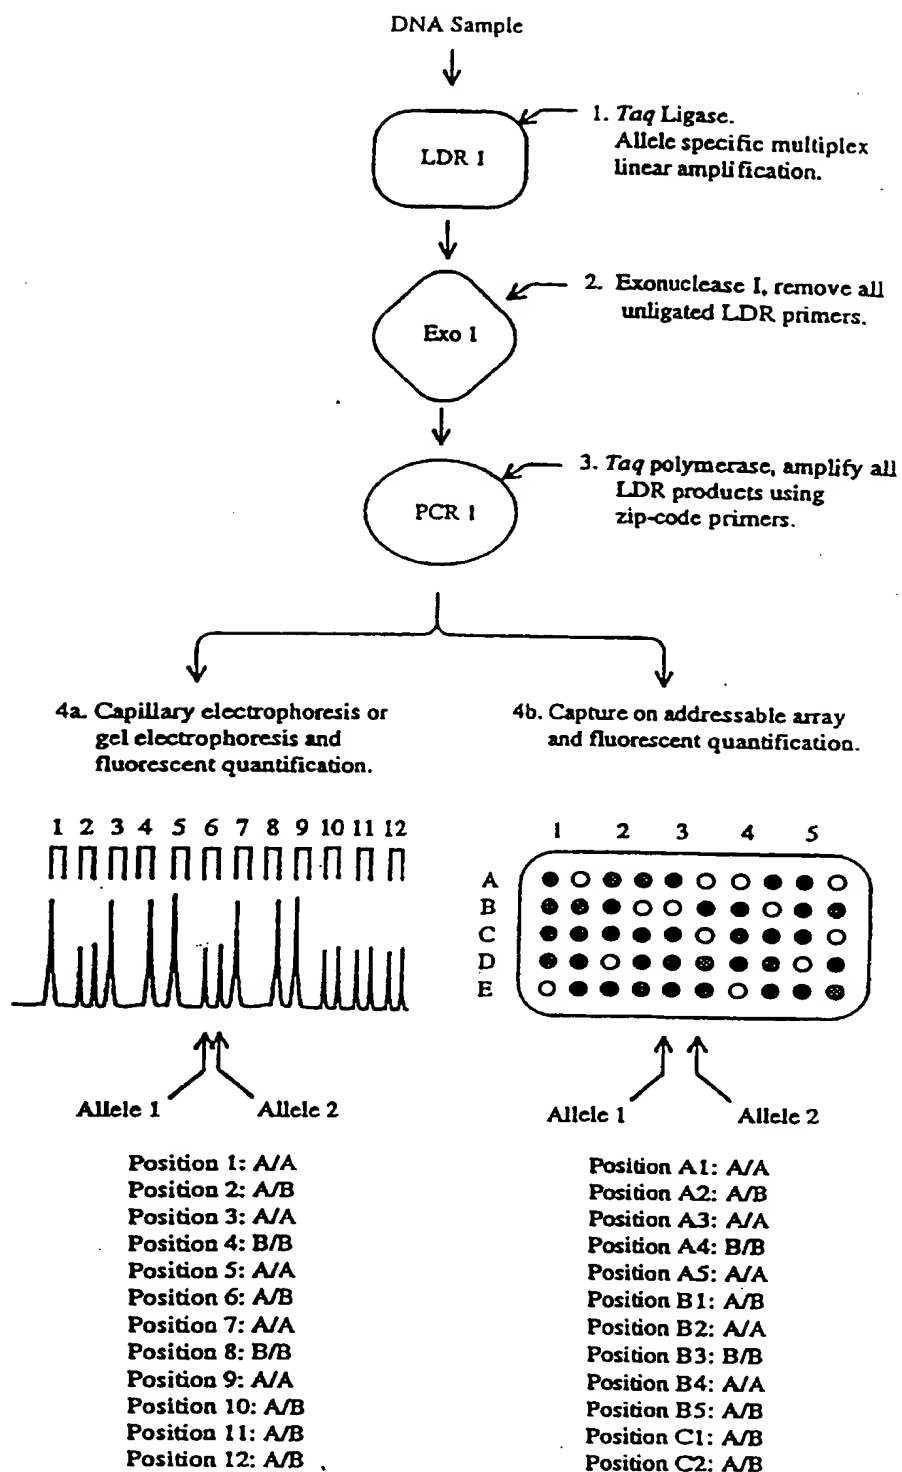 DNA Sample
LDR 1
1. Taq Ligase.
Allele specific multiplex
linear amplification.
Exo 1
2. Exonuclease I, remove all
unligated LDR primers.
PCR 1
3. Taq polymerase, amplify all
LDR products using
zip-code primers.
4a. Capillary electrophoresis or
gel electrophoresis and
fluorescent quantification.
1 2 3 4 5 6 7 8 9 10 11 12
Allele 1 Allele 2
Position 1: A/A
Position 2: A/B
Position 3: A/A
Position 4: B/B
Position 5: A/A
Position 6: A/B
Position 7: A/A
Position 8: B/B
Position 9: A/A
Position 10: A/B
Position 11: A/B
Position 12: A/B
4b. Capture on addressable array
and fluorescent quantification.
1 2 3 4 5
A
B
C
D
E
Allele 1 Allele 2
Position A1: A/A
Position A2: A/B
Position A3: A/A
Position A4: B/B
Position A5: A/A
Position B1: A/B
Position B2: A/A
Position B3: B/B
Position B4: A/A
Position B5: A/B
Position C1: A/B
Position C2: A/B